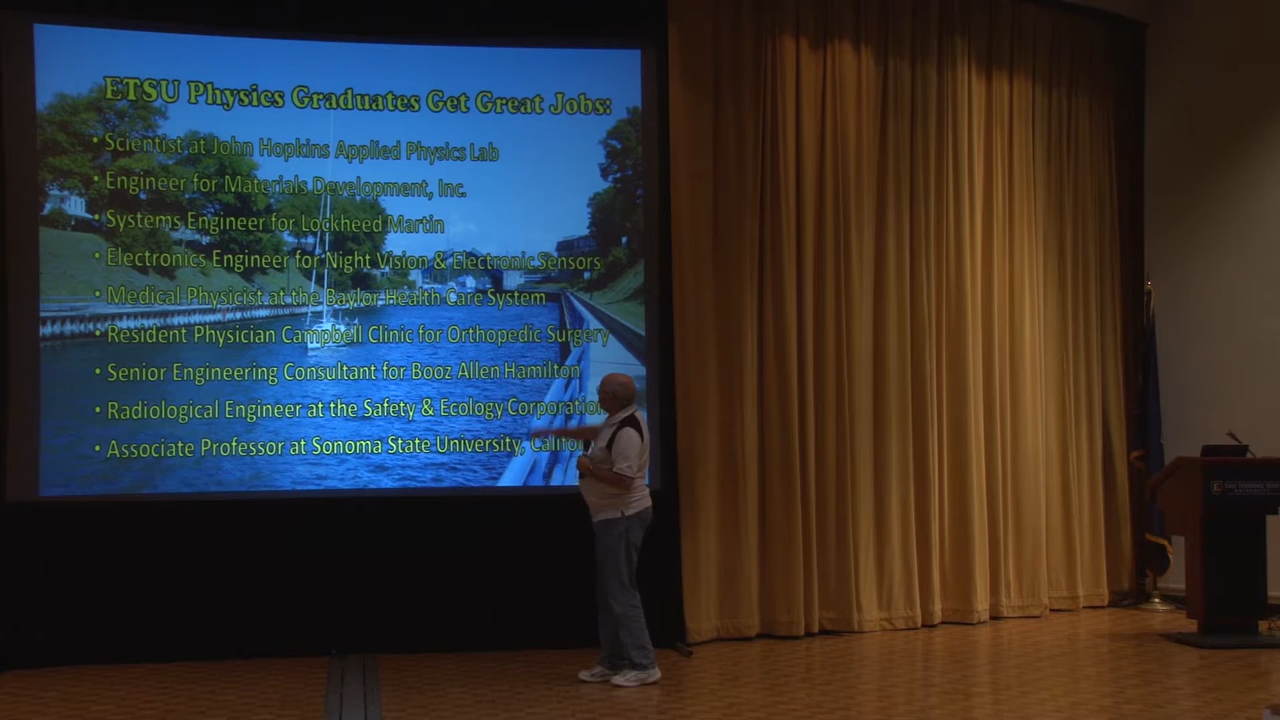 ETSU Physics Graduates Get Great Jobs:
• Scientist at John Hopkins Applied Physics Lab
• Engineer for Materials Development, Inc.
• Systems Engineer for Lockheed Martin
• Electronics Engineer for Night Vision & Electronic Sensors
• Medical Physicist at the Baylor Health Care System
• Resident Physician Campbell Clinic for Orthopedic Surgery
• Senior Engineering Consultant for Booz Allen Hamilton
• Radiological Engineer at the Safety & Ecology Corporation
• Associate Professor at Sonoma State University,